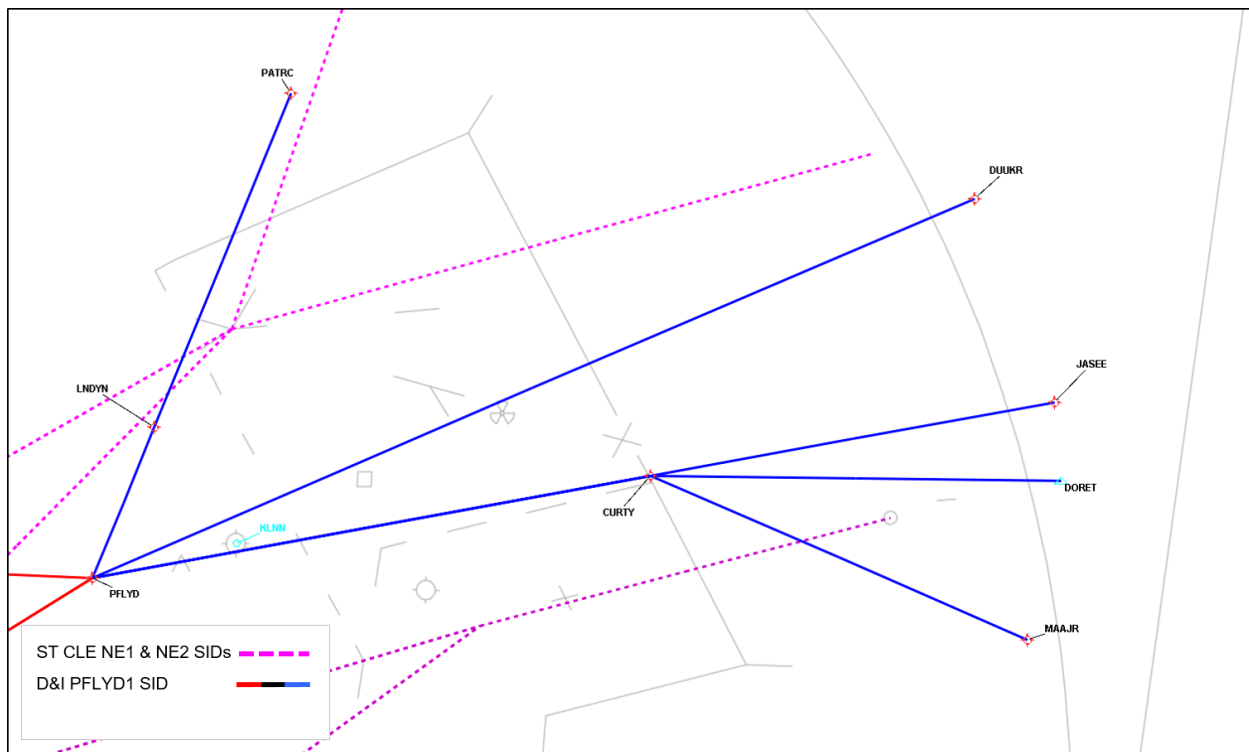 PATRC
DUUKR
JASEE
LNDYN
DORET
CURTY
KLNN
PFLYD
MAAJR
ST CLE NE1 & NE2 SIDs
D&I PFLYD1 SID